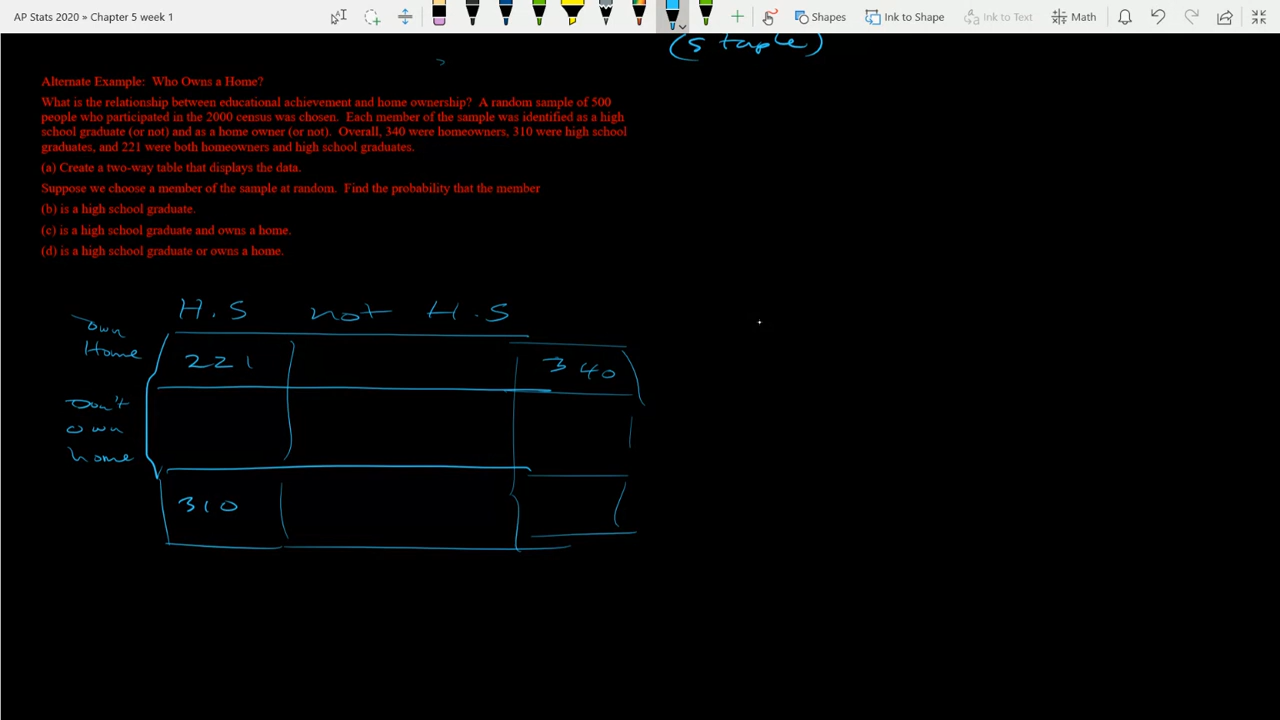 AP Stats 2020 » Chapter 5 week 1
Shapes
Ink to Shape
Ink to Text
Math
Alternate Example: Who Owns a Home?
What is the relationship between educational achievement and home ownership? A random sample of 500
people who participated in the 2000 census was chosen. Each member of the sample was identified as a high
school graduate (or not) and as a home owner (or not). Overall, 340 were homeowners, 310 were high school
graduates, and 221 were both homeowners and high school graduates.
(a) Create a two-way table that displays the data.
Suppose we choose a member of the sample at random. Find the probability that the member
(b) is a high school graduate.
(c) is a high school graduate and owns a home.
(d) is a high school graduate or owns a home.
H.S not H.S
own
Home
221 340
Don't
own
home
310